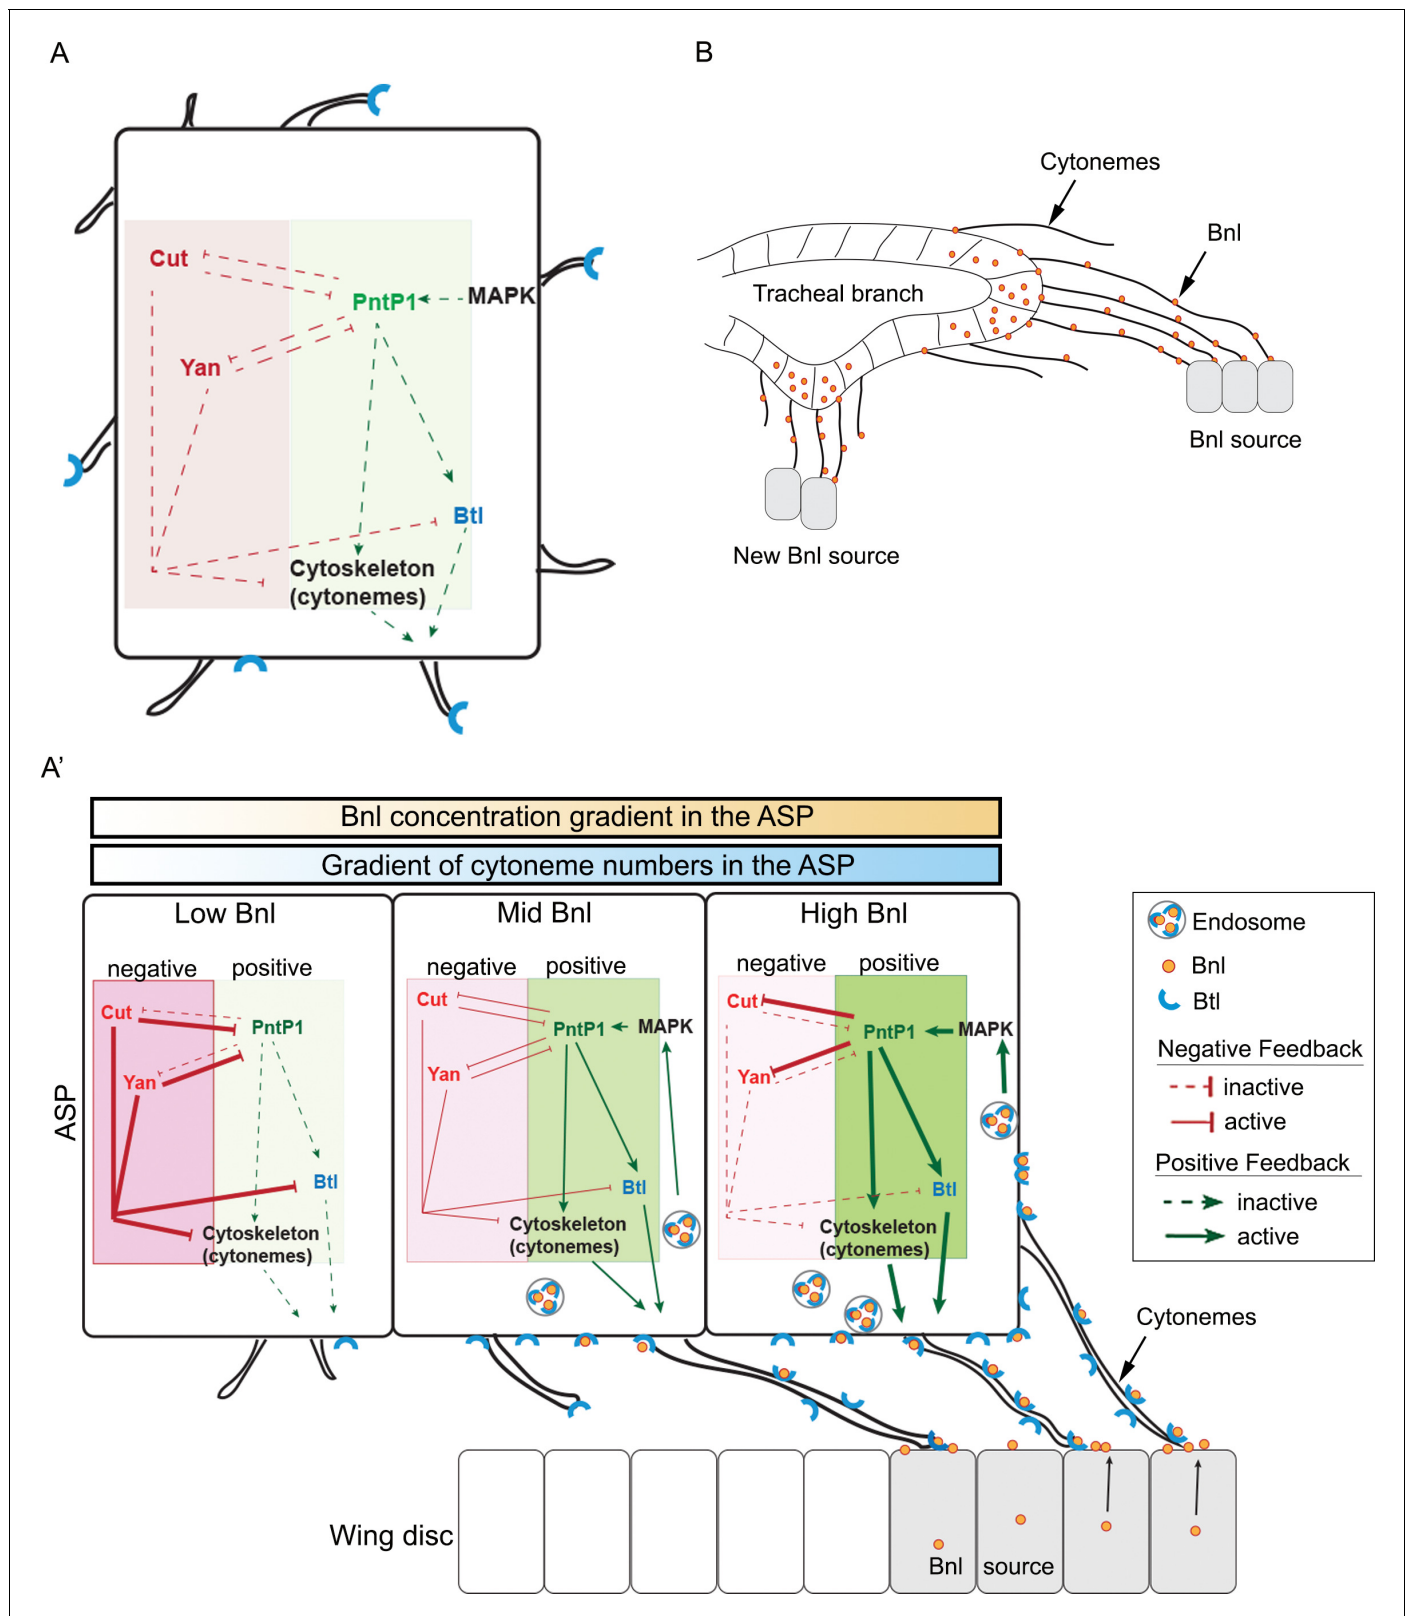 A
Cut
PntP1
MAPK
Yan
Btl
Cytoskeleton
(cytonemes)
B
Cytonemes
Bnl
Tracheal branch
Bnl source
New Bnl source
A’
Bnl concentration gradient in the ASP
Gradient of cytoneme numbers in the ASP
ASP
Low Bnl
negative positive
Cut
PntP1
Yan
Btl
Cytoskeleton
(cytonemes)
Mid Bnl
negative positive
Cut
PntP1
MAPK
Yan
Btl
Cytoskeleton
(cytonemes)
High Bnl
negative positive
Cut
PntP1
MAPK
Yan
Btl
Cytoskeleton
(cytonemes)
Endosome
Bnl
Btl
Negative Feedback
inactive
active
Positive Feedback
inactive
active
Cytonemes
Wing disc
Bnl source